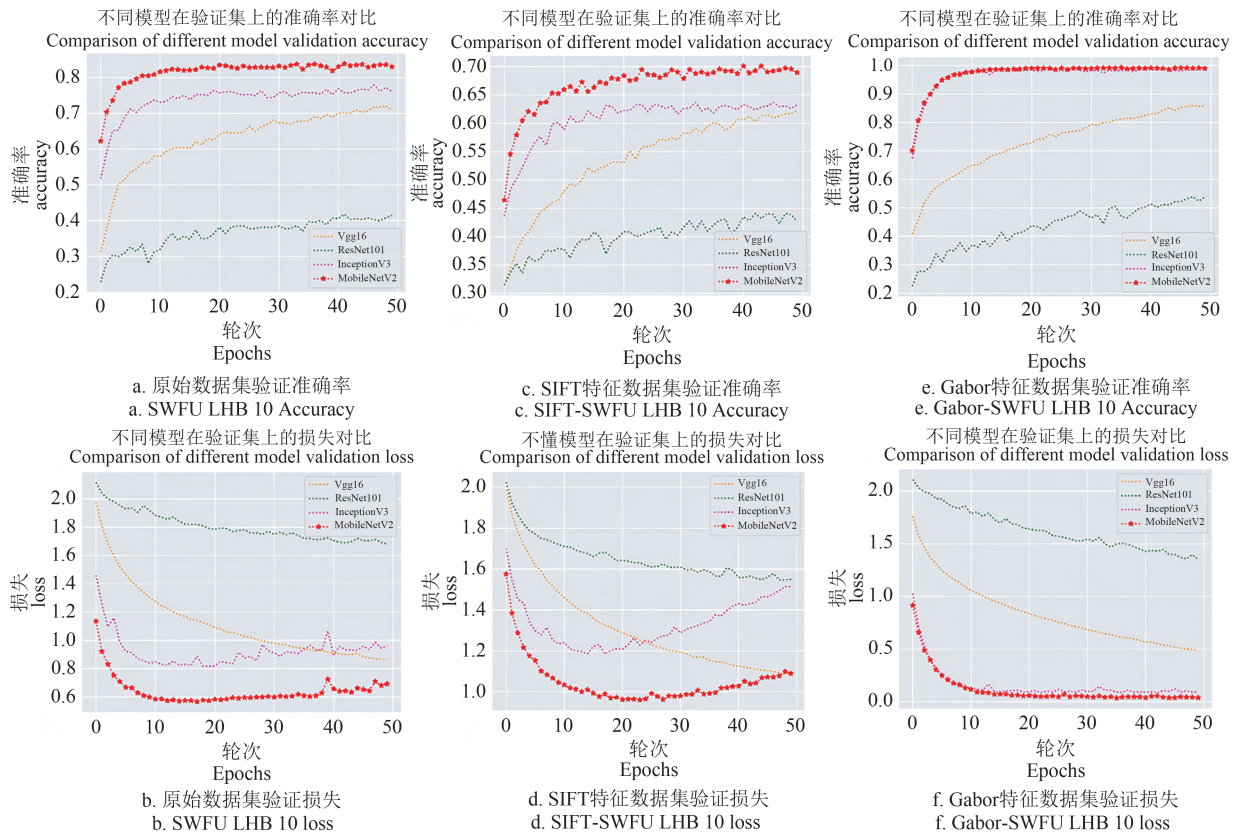 不同模型在验证集上的准确率对比
Comparison of different model validation accuracy
0.8
0.7
0.6
0.5
0.4
0.3
0.2
准确率
accuracy
Vgg16
ResNet101
InceptionV3
MobileNetV2
0 10 20 30 40 50
轮次
Epochs
a. 原始数据集验证准确率
a. SWFU LHB 10 Accuracy
不同模型在验证集上的准确率对比
Comparison of different model validation accuracy
0.70
0.65
0.60
0.55
0.50
0.45
0.40
0.35
0.30
准确率
accuracy
Vgg16
ResNet101
InceptionV3
MobileNetV2
0 10 20 30 40 50
轮次
Epochs
c. SIFT特征数据集验证准确率
c. SIFT-SWFU LHB 10 Accuracy
不同模型在验证集上的准确率对比
Comparison of different model validation accuracy
1.0
0.9
0.8
0.7
0.6
0.5
0.4
0.3
0.2
准确率
accuracy
Vgg16
ResNet101
InceptionV3
MobileNetV2
0 10 20 30 40 50
轮次
Epochs
e. Gabor特征数据集验证准确率
e. Gabor-SWFU LHB 10 Accuracy
不同模型在验证集上的损失对比
Comparison of different model validation loss
2.0
1.8
1.6
1.4
1.2
1.0
0.8
0.6
损失
loss
Vgg16
ResNet101
InceptionV3
MobileNetV2
0 10 20 30 40 50
轮次
Epochs
b. 原始数据集验证损失
b. SWFU LHB 10 loss
不懂模型在验证集上的损失对比
Comparison of different model validation loss
2.0
1.8
1.6
1.4
1.2
1.0
损失
loss
Vgg16
ResNet101
InceptionV3
MobileNetV2
0 10 20 30 40 50
轮次
Epochs
d. SIFT特征数据集验证损失
d. SIFT-SWFU LHB 10 loss
不同模型在验证集上的损失对比
Comparison of different model validation loss
2.0
1.5
1.0
0.5
0.0
损失
loss
Vgg16
ResNet101
InceptionV3
MobileNetV2
0 10 20 30 40 50
轮次
Epochs
f. Gabor特征数据集验证损失
f. Gabor-SWFU LHB 10 loss